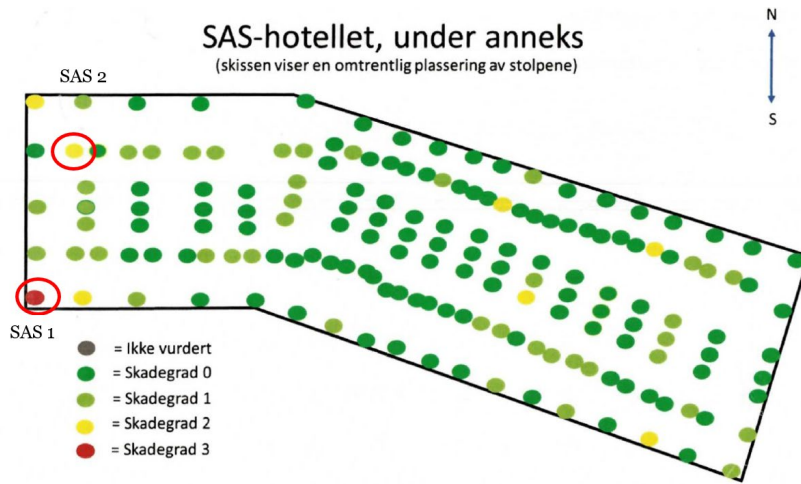 SAS-hotellet, under anneks
(skissen viser en omtrentlig plassering av stolpene)
N
S
SAS 2
SAS 1
= Ikke vurdert
= Skadegrad 0
= Skadegrad 1
= Skadegrad 2
= Skadegrad 3